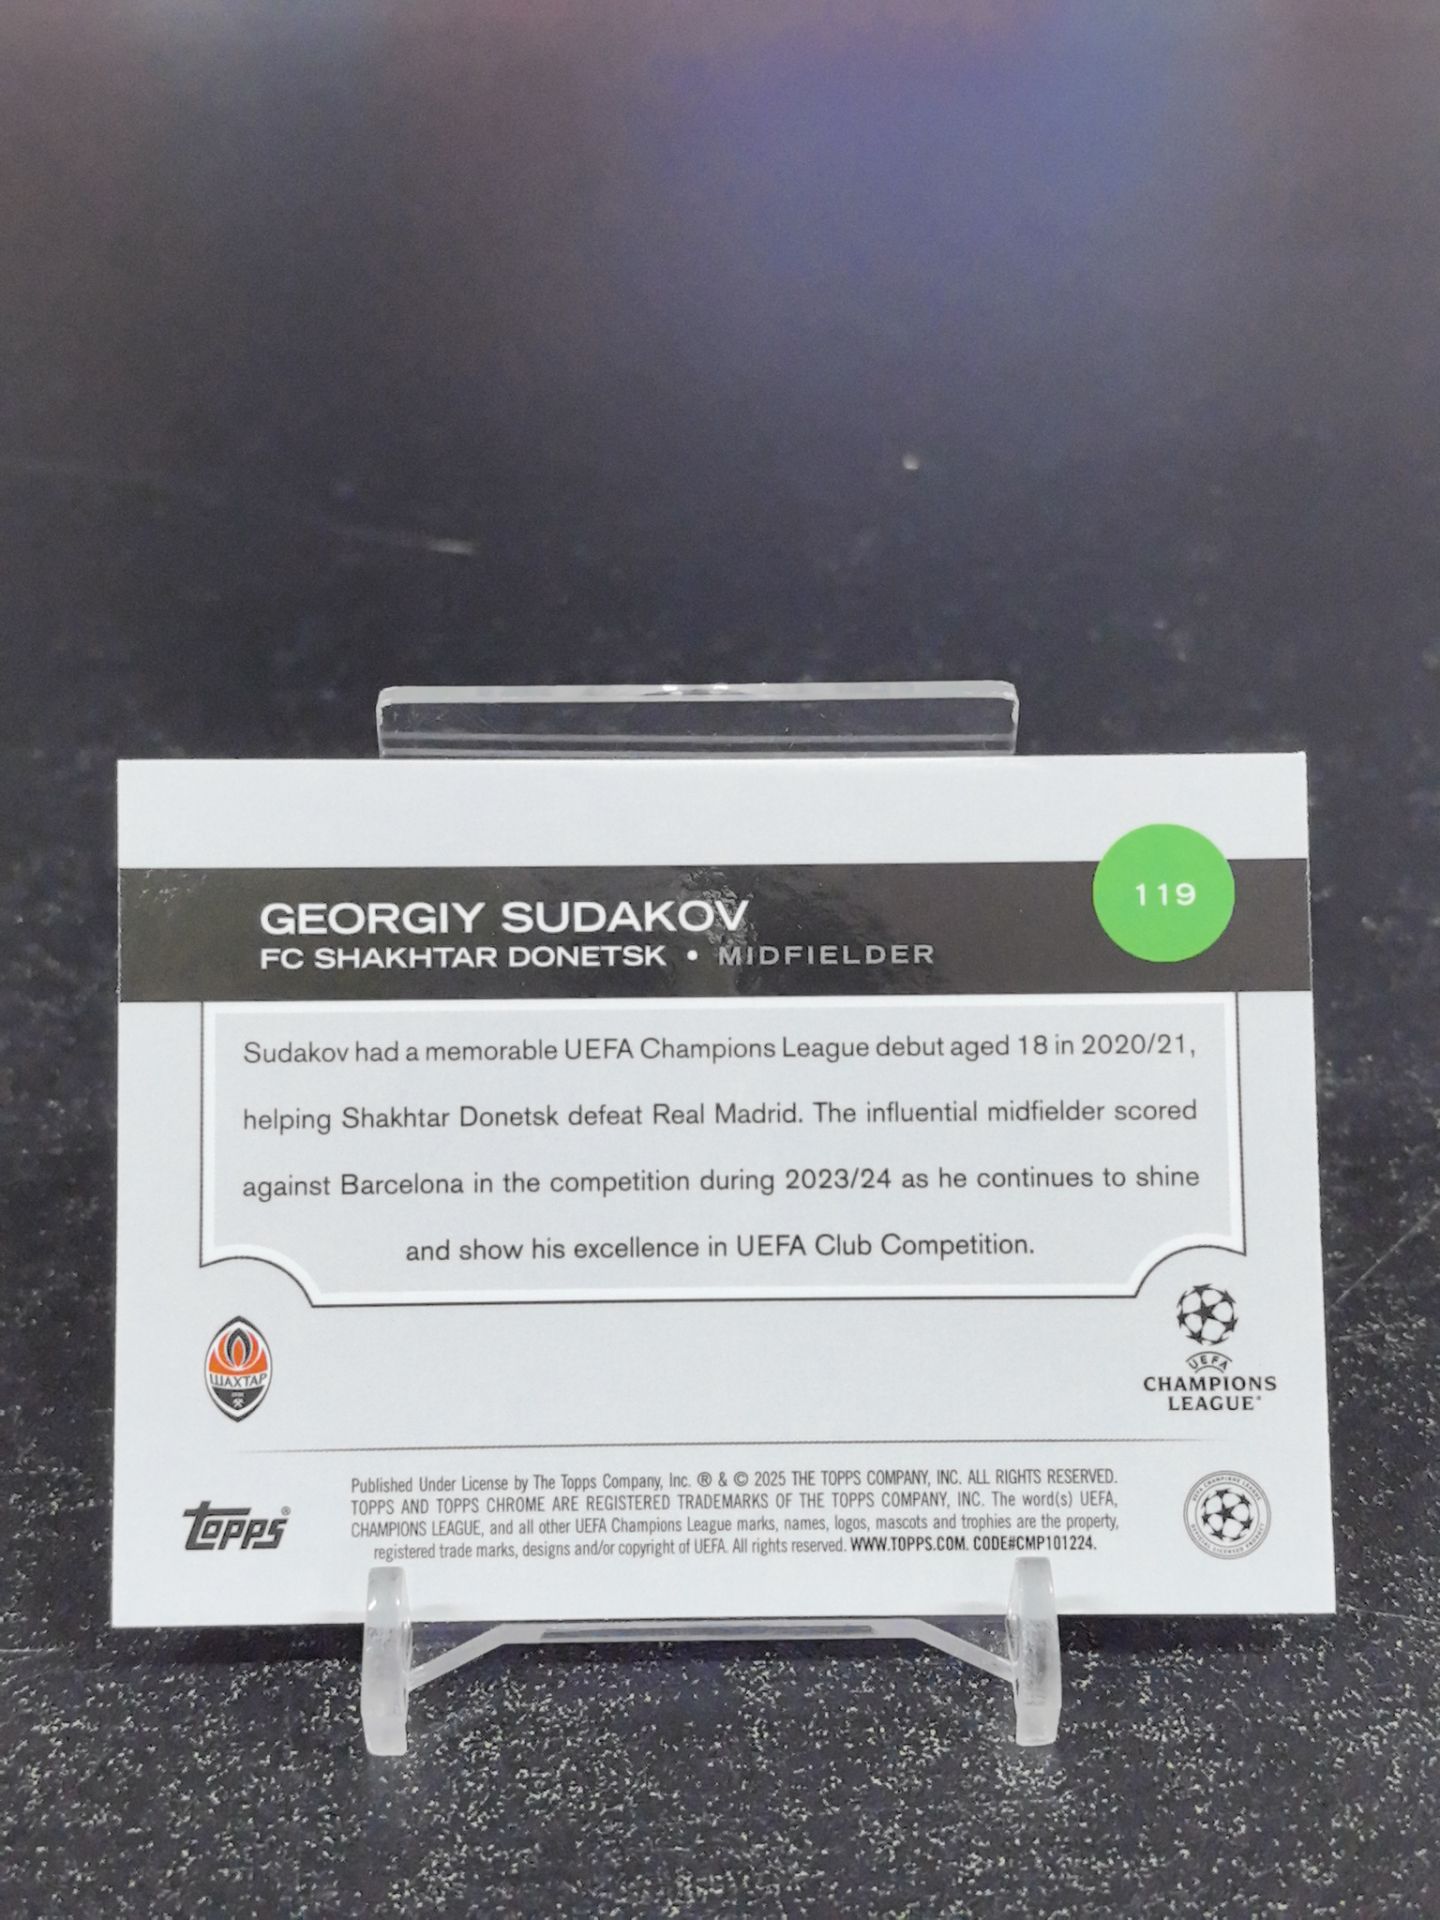 GEORGIY SUDAKOV
FC SHAKHTAR DONETSK • MIDFIELDER
119
Sudakov had a memorable UEFA Champions League debut aged 18 in 2020/21,
helping Shakhtar Donetsk defeat Real Madrid. The influential midfielder scored
against Barcelona in the competition during 2023/24 as he continues to shine
and show his excellence in UEFA Club Competition.
ШАХТАР
UEFA
CHAMPIONS
LEAGUE®
topps®
Published Under License by The Topps Company, Inc. ® & © 2025 THE TOPPS COMPANY, INC. ALL RIGHTS RESERVED.
TOPPS AND TOPPS CHROME ARE REGISTERED TRADEMARKS OF THE TOPPS COMPANY, INC. The word(s) UEFA,
CHAMPIONS LEAGUE, and all other UEFA Champions League marks, names, logos, mascots and trophies are the property,
registered trade marks, designs and/or copyright of UEFA. All rights reserved. WWW.TOPPS.COM. CODE#CMP101224.